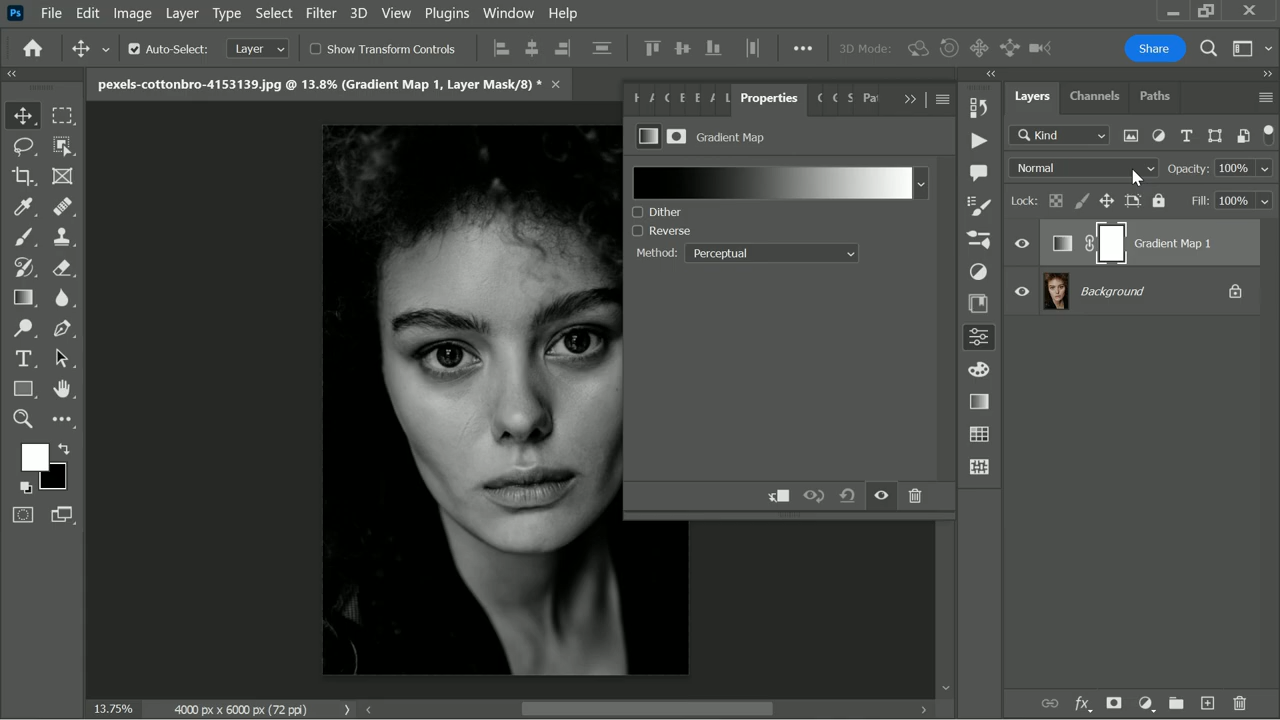 Ps File Edit Image Layer Type Select Filter 3D View Plugins Window Help
Auto-Select: Layer Show Transform Controls 3D Mode: Share
pexels-cottonbro-4153139.jpg @ 13.8% (Gradient Map 1, Layer Mask/8) *
Properties
Gradient Map
Dither
Reverse
Method: Perceptual
Layers Channels Paths
Kind
Normal Opacity: 100%
Lock: Fill: 100%
Gradient Map 1
Background
13.75% 4000 px x 6000 px (72 ppi)